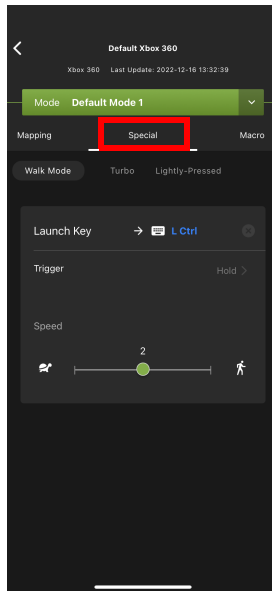 Default Xbox 360
Xbox 360 Last Update: 2022-12-16 13:32:39
Mode Default Mode 1
Mapping Special Macro
Walk Mode Turbo Lightly-Pressed
Launch Key → L Ctrl
Trigger Hold >
Speed
2